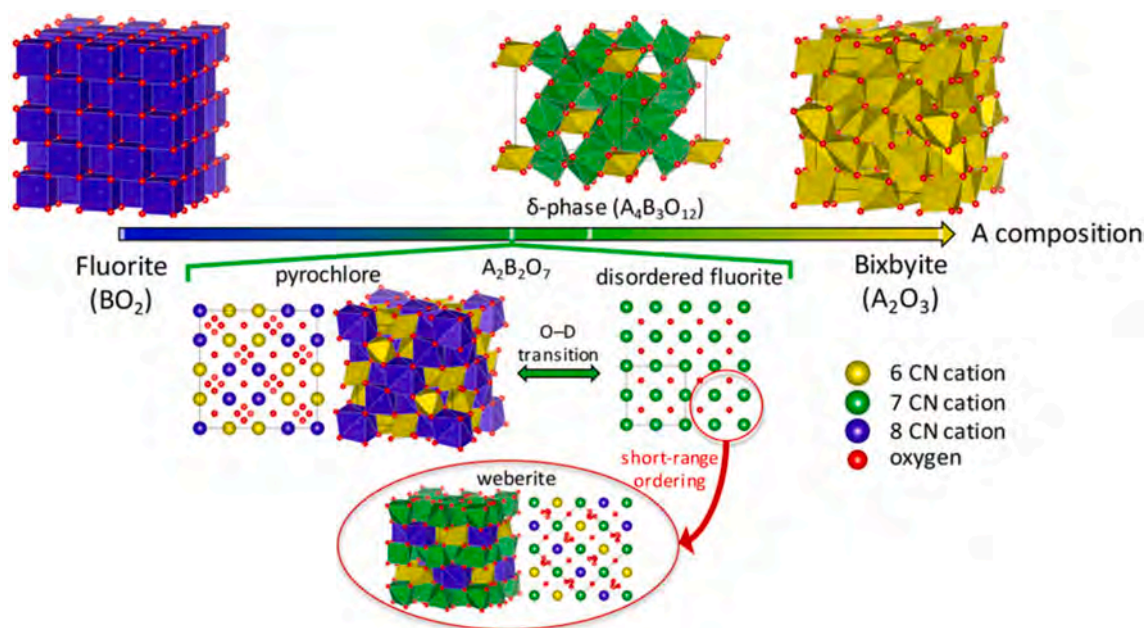 δ-phase (A₄B₃O₁₂)
A composition
Fluorite
(BO₂)
pyrochlore
A₂B₂O₇
disordered fluorite
Bixbyite
(A₂O₃)
O–D
transition
6 CN cation
7 CN cation
8 CN cation
oxygen
short-range
ordering
weberite